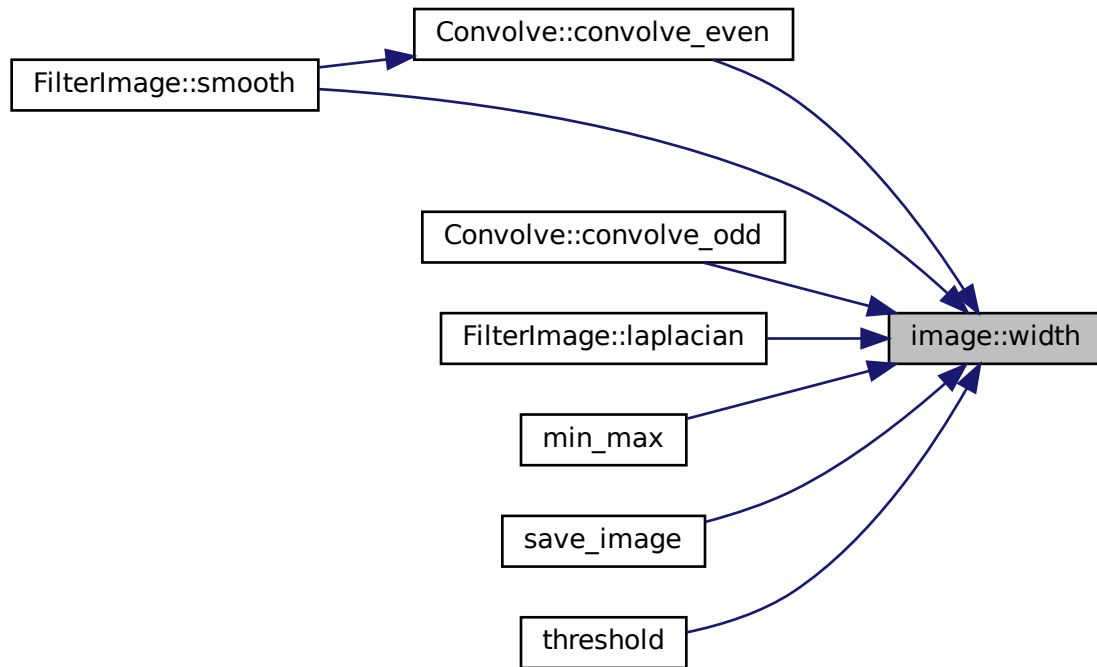 Convolve::convolve_even
FilterImage::smooth
Convolve::convolve_odd
FilterImage::laplacian
image::width
min_max
save_image
threshold